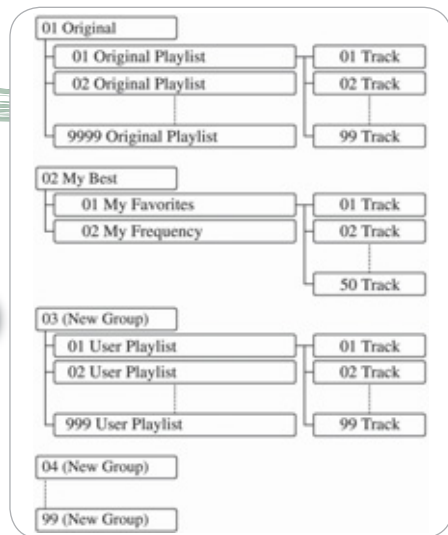 01 Original
01 Original Playlist 01 Track
02 Original Playlist 02 Track
9999 Original Playlist 99 Track
02 My Best
01 My Favorites 01 Track
02 My Frequency 02 Track
50 Track
03 (New Group)
01 User Playlist 01 Track
02 User Playlist 02 Track
999 User Playlist 99 Track
04 (New Group)
99 (New Group)